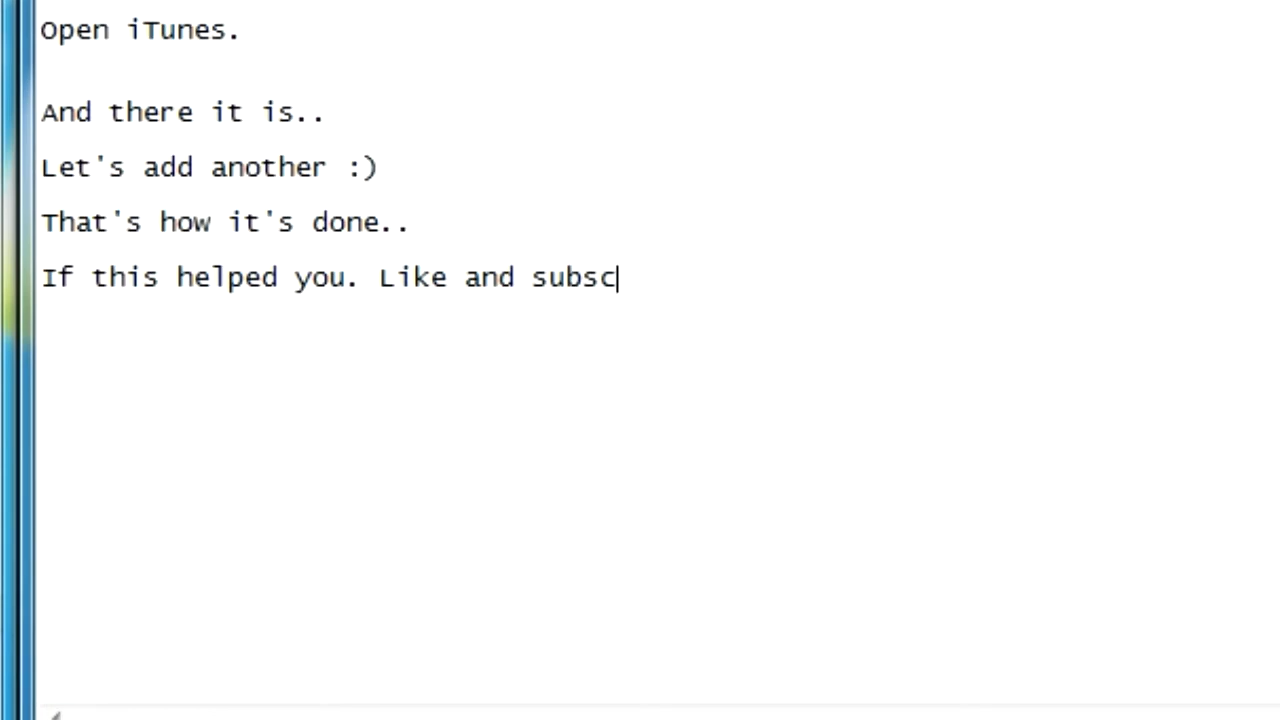 Open iTunes.
And there it is..
Let's add another :)
That's how it's done..
If this helped you. Like and subsc